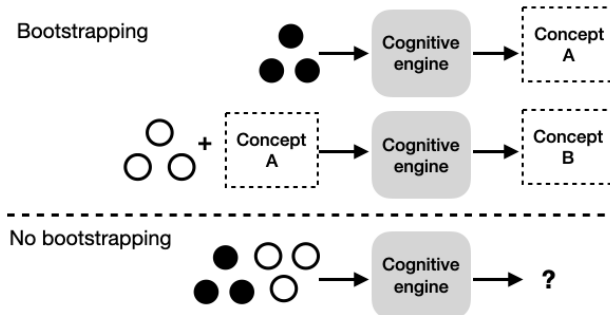 Bootstrapping
Cognitive
engine
Concept
A
+
Concept
A
Cognitive
engine
Concept
B
No bootstrapping
Cognitive
engine
?